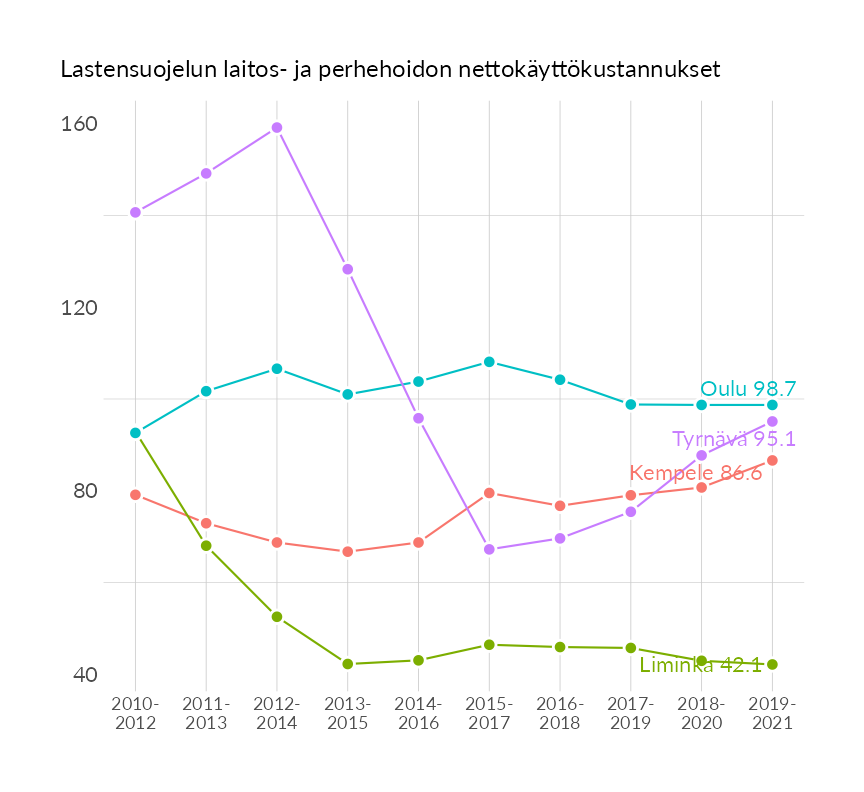 Lastensuojelun laitos- ja perhehoidon nettokäyttökustannukset
160
120
80
40
Oulu 98.7
Tyrnävä 95.1
Kempele 86.6
Liminka 42.1
2010-2012
2011-2013
2012-2014
2013-2015
2014-2016
2015-2017
2016-2018
2017-2019
2018-2020
2019-2021